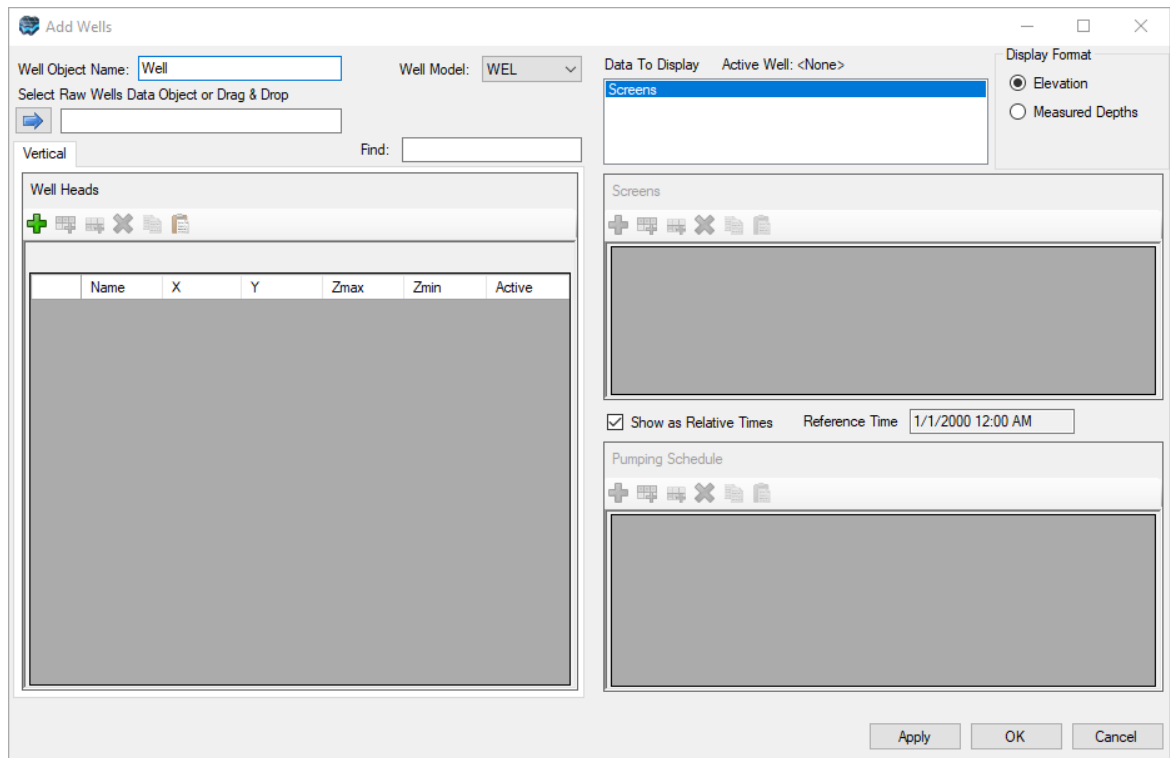 Add Wells
Well Object Name: Well
Well Model: WEL
Select Raw Wells Data Object or Drag & Drop
Vertical
Find:
Well Heads
Name X Y Zmax Zmin Active
Data To Display Active Well: <None>
Screens
Display Format
Elevation
Measured Depths
Screens
Show as Relative Times Reference Time 1/1/2000 12:00 AM
Pumping Schedule
Apply OK Cancel